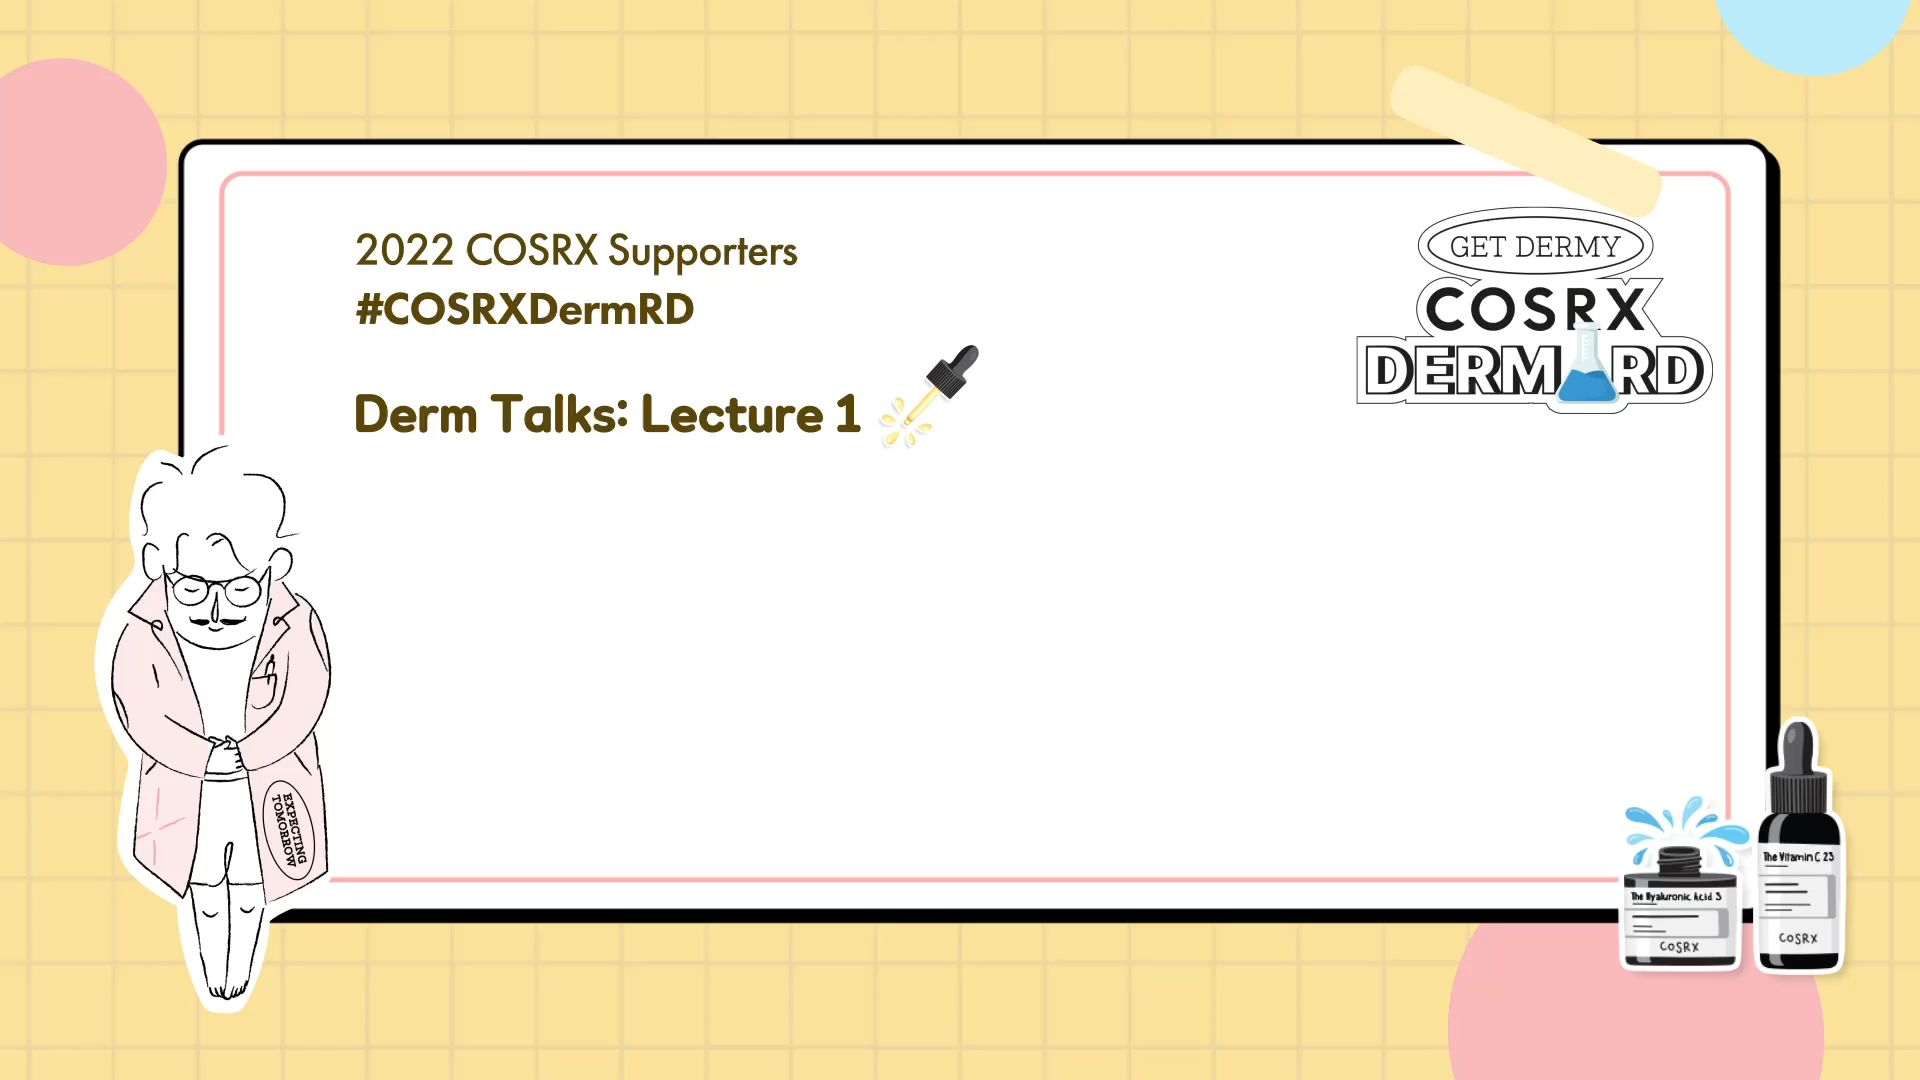 2022 COSRX Supporters
#COSRXDermRD
Derm Talks: Lecture 1
GET DERMY
COSRX
DERM RD
EXPECTING
TOMORROW
The Vitamin C 23
COSRX
The Hyaluronic Acid 3
COSRX